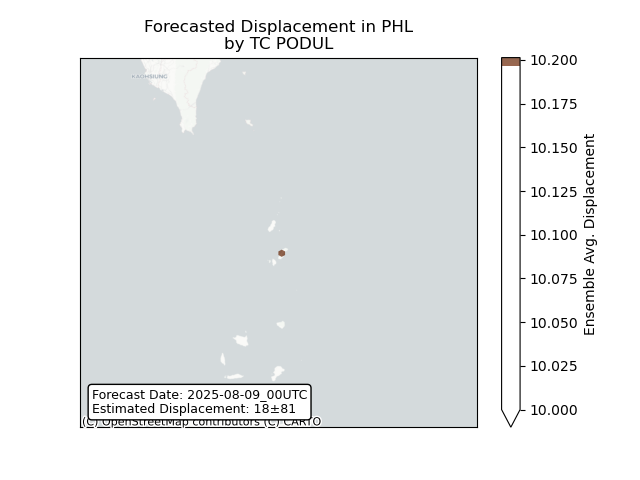 Forecasted Displacement in PHL
by TC PODUL
KAOHSIUNG
10.200
10.175
10.150
10.125
10.100
10.075
10.050
10.025
10.000
Ensemble Avg. Displacement
Forecast Date: 2025-08-09_00UTC
Estimated Displacement: 18±81
(C) OpenStreetMap contributors (C) CARTO